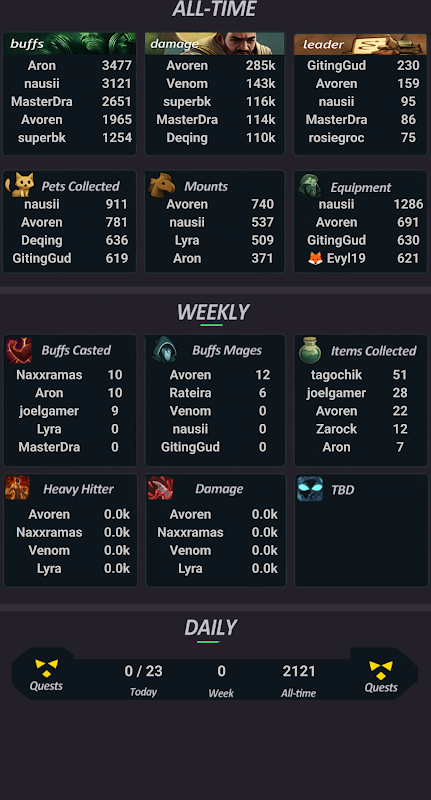 ALL-TIME
buffs
Aron 3477
nausii 3121
MasterDra 2651
Avoren 1965
superbk 1254
damage
Avoren 285k
Venom 143k
superbk 116k
MasterDra 114k
Deqing 110k
leader
GitingGud 230
Avoren 159
nausii 95
MasterDra 86
rosiegroc 75
Pets Collected
nausii 911
Avoren 781
Deqing 636
GitingGud 619
Mounts
Avoren 740
nausii 537
Lyra 509
Aron 371
Equipment
nausii 1286
Avoren 691
GitingGud 630
🦊 Evyl19 621
WEEKLY
Buffs Casted
Naxxramas 10
Aron 10
joelgamer 9
Lyra 0
MasterDra 0
Buffs Mages
Avoren 12
Rateira 6
Venom 0
nausii 0
GitingGud 0
Items Collected
tagochik 51
joelgamer 28
Avoren 22
Zarock 12
Aron 7
Heavy Hitter
Avoren 0.0k
Naxxramas 0.0k
Venom 0.0k
Lyra 0.0k
Damage
Avoren 0.0k
Naxxramas 0.0k
Venom 0.0k
Lyra 0.0k
TBD
DAILY
Quests
0 / 23
Today
0
Week
2121
All-time
Quests